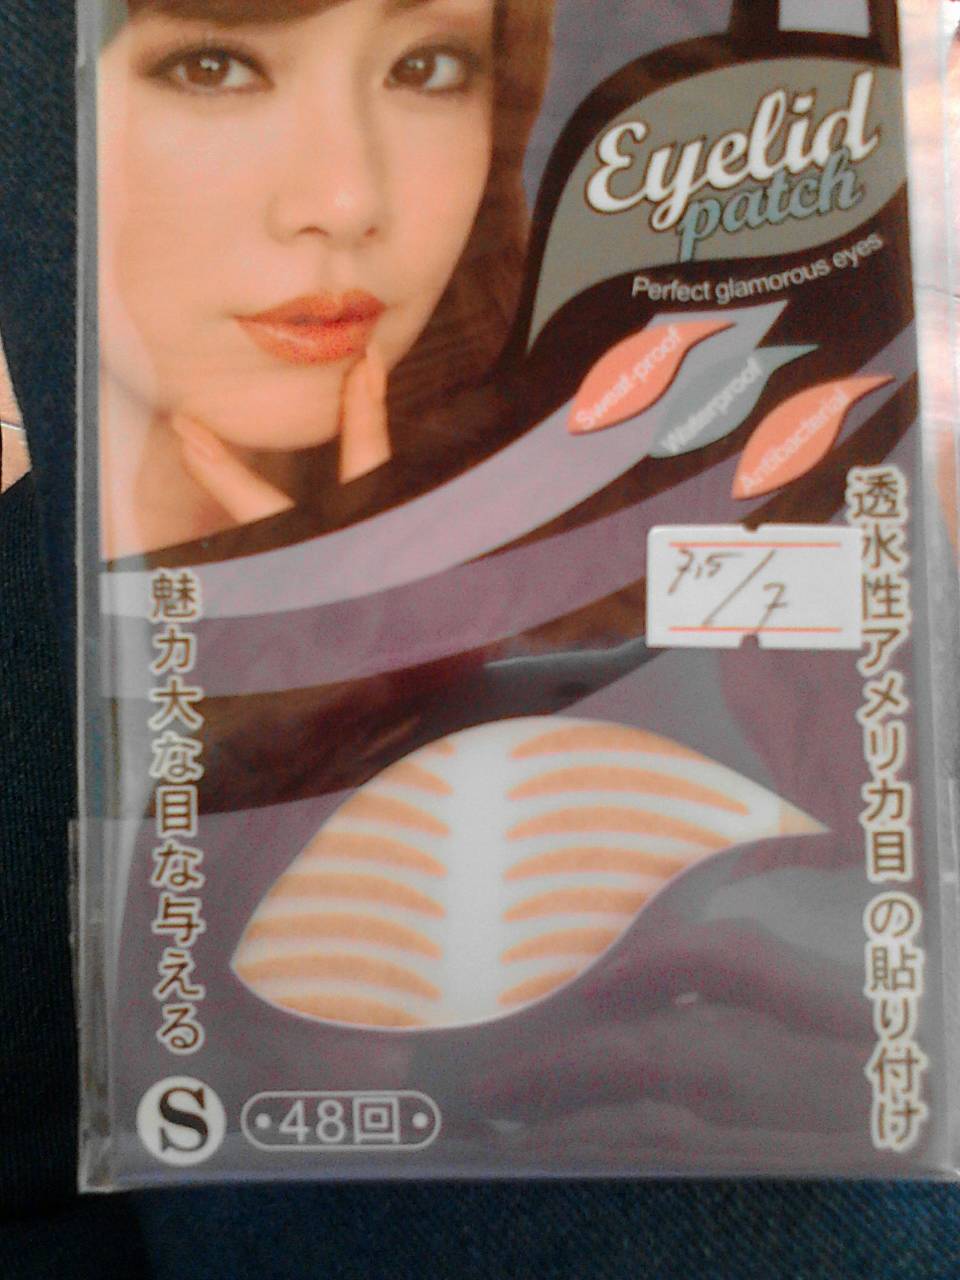 Eyelid
patch
Perfect glamorous eyes
Sweat-proof
Waterproof
Antibacterial
透水性アメリカ目の貼り付け
7,5/7
魅力大な目な与える
S
•48回•